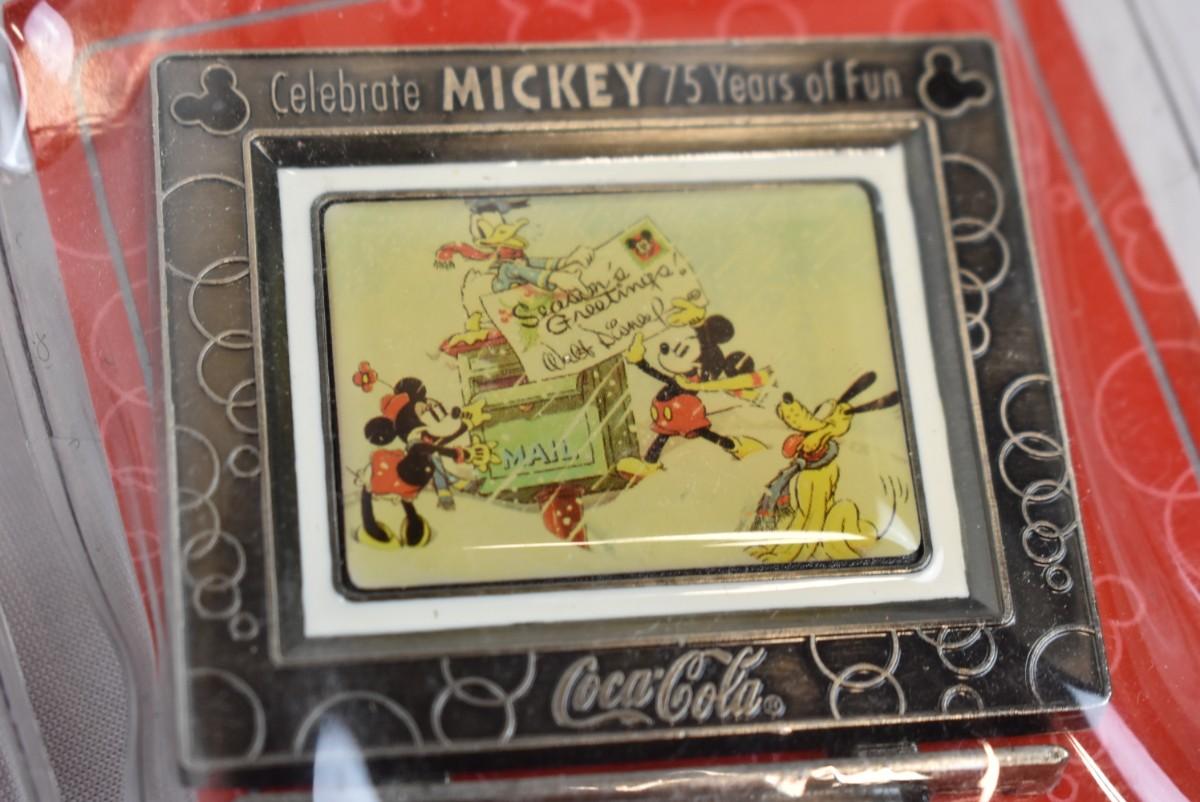 Celebrate MICKEY 75 Years of Fun
Season's
Greetings!
Walt Disney
MAIL
Coca-Cola®